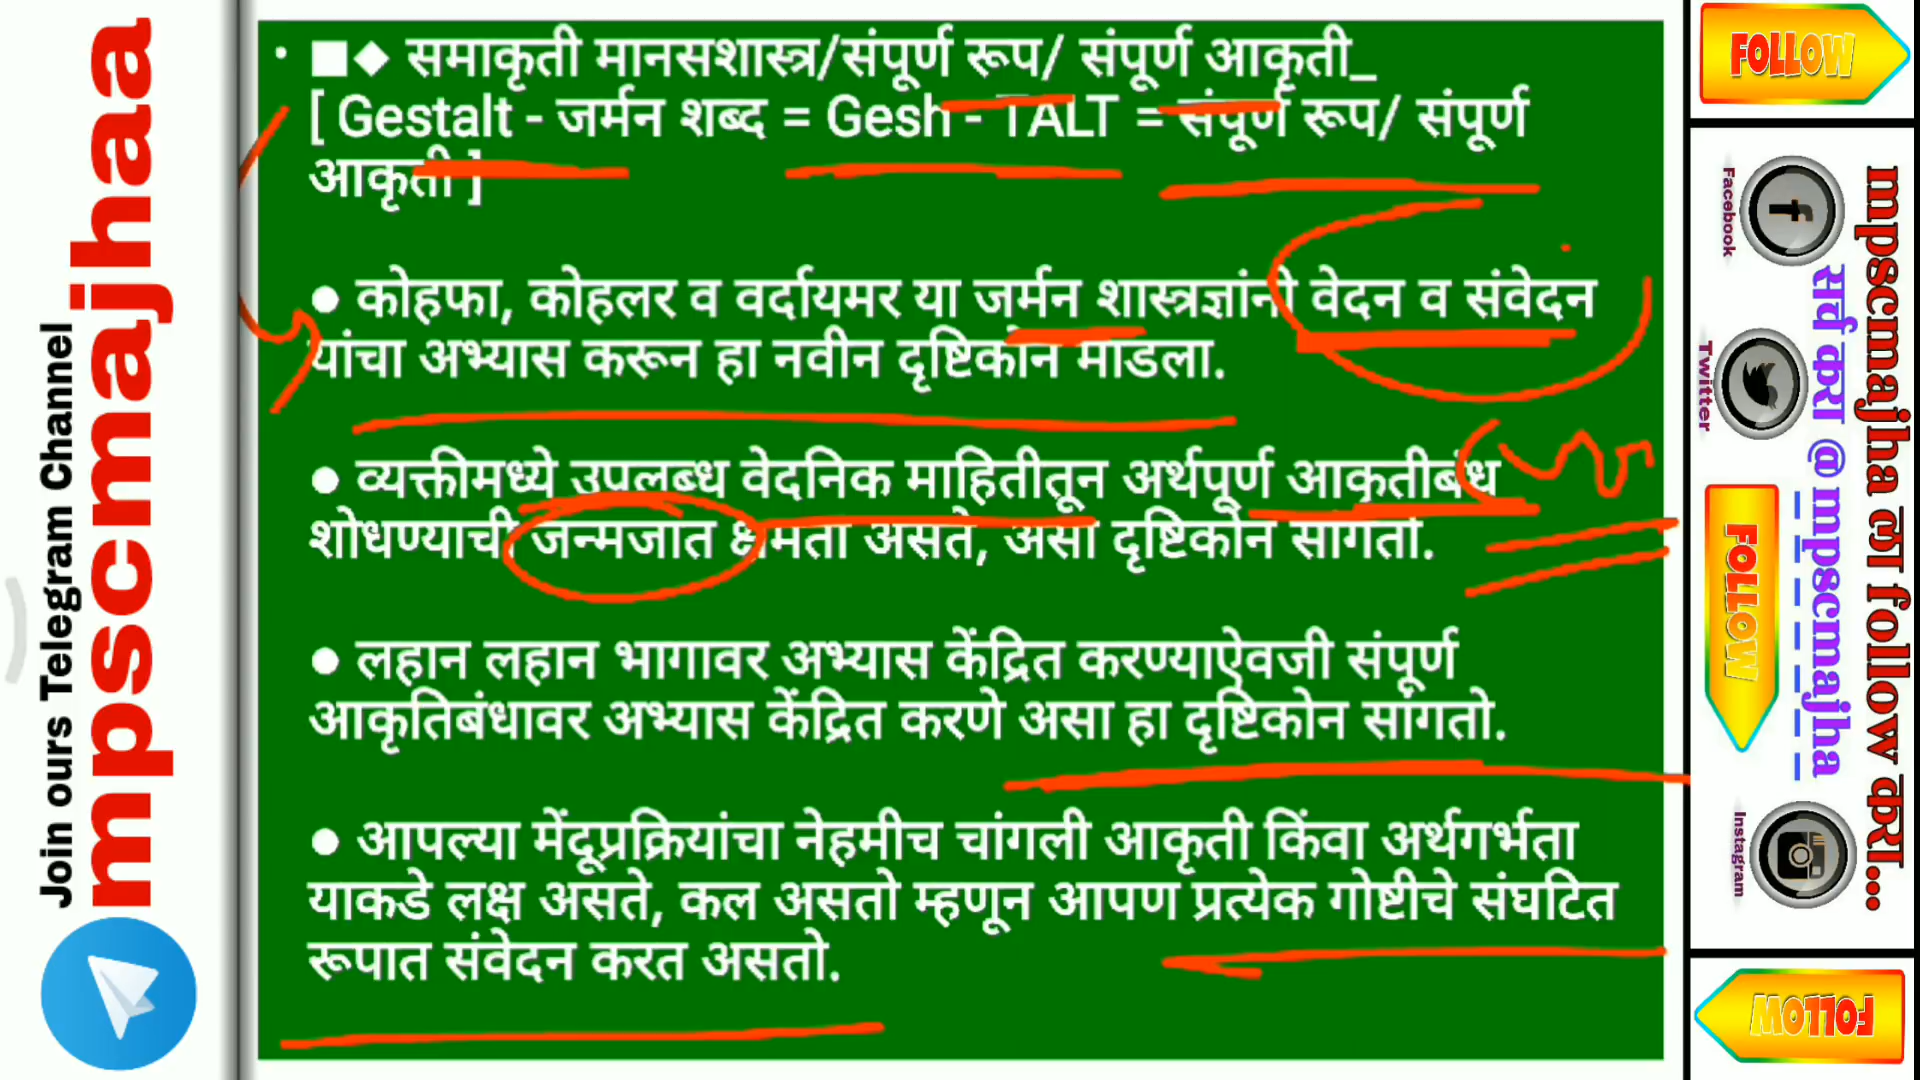 Join ours Telegram Channel
mpscmajhaa
• ■◆ समाकृती मानसशास्त्र/संपूर्ण रूप/ संपूर्ण आकृती_
[ Gestalt - जर्मन शब्द = Gesh - TALT = संपूर्ण रूप/ संपूर्ण
आकृती ]
● कोहफा, कोहलर व वर्दायमर या जर्मन शास्त्रज्ञांनी वेदन व संवेदन
यांचा अभ्यास करून हा नवीन दृष्टिकोन मांडला.
● व्यक्तीमध्ये उपलब्ध वेदनिक माहितीतून अर्थपूर्ण आकृतीबंध
शोधण्याची जन्मजात क्षमता असते, असा दृष्टिकोन सांगतो.
● लहान लहान भागावर अभ्यास केंद्रित करण्याऐवजी संपूर्ण
आकृतिबंधावर अभ्यास केंद्रित करणे असा हा दृष्टिकोन सांगतो.
● आपल्या मेंदूप्रक्रियांचा नेहमीच चांगली आकृती किंवा अर्थगर्भता
याकडे लक्ष असते, कल असतो म्हणून आपण प्रत्येक गोष्टीचे संघटित
रूपात संवेदन करत असतो.
FOLLOW
mpscmajha ला follow करा...
सर्च करा @mpscmajha
Facebook
Twitter
Instagram
FOLLOW
FOLLOW